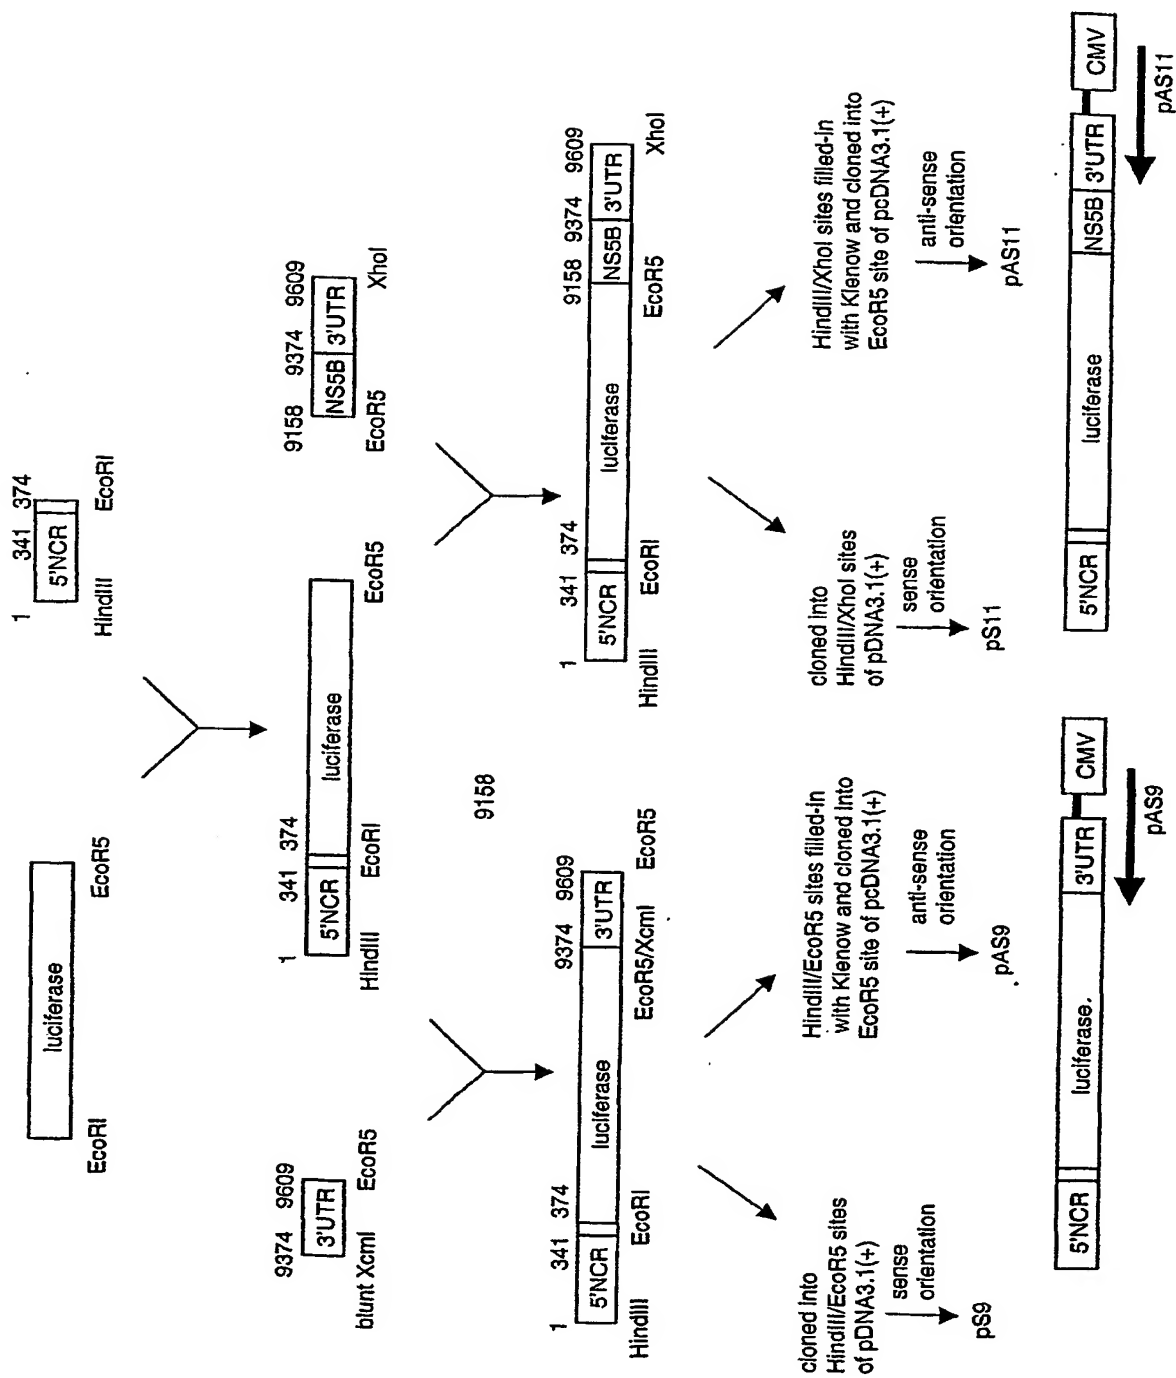 luciferase
EcoRI EcoR5
1 341 374
5'NCR
HindIII EcoRI
9374 9609
3'UTR
blunt XcmI EcoR5
1 341 374
5'NCR luciferase
HindIII EcoRI EcoR5
9158 9374 9609
NS5B 3'UTR
EcoR5 XhoI
9158
1 341 374 9374 9609
5'NCR luciferase 3'UTR
HindIII EcoRI EcoR5/XcmI EcoR5
1 341 374 9158 9374 9609
5'NCR luciferase NS5B 3'UTR
HindIII EcoRI EcoR5 XhoI
cloned into
HindIII/EcoR5 sites
of pDNA3.1(+)
sense
orientation
pS9
HindIII/EcoR5 sites filled-in
with Klenow and cloned into
EcoR5 site of pcDNA3.1(+)
anti-sense
orientation
pAS9
cloned into
HindIII/XhoI sites
of pDNA3.1(+)
sense
orientation
pS11
HindIII/XhoI sites filled-in
with Klenow and cloned into
EcoR5 site of pcDNA3.1(+)
anti-sense
orientation
pAS11
5'NCR luciferase. 3'UTR CMV
pAS9
5'NCR luciferase NS5B 3'UTR CMV
pAS11